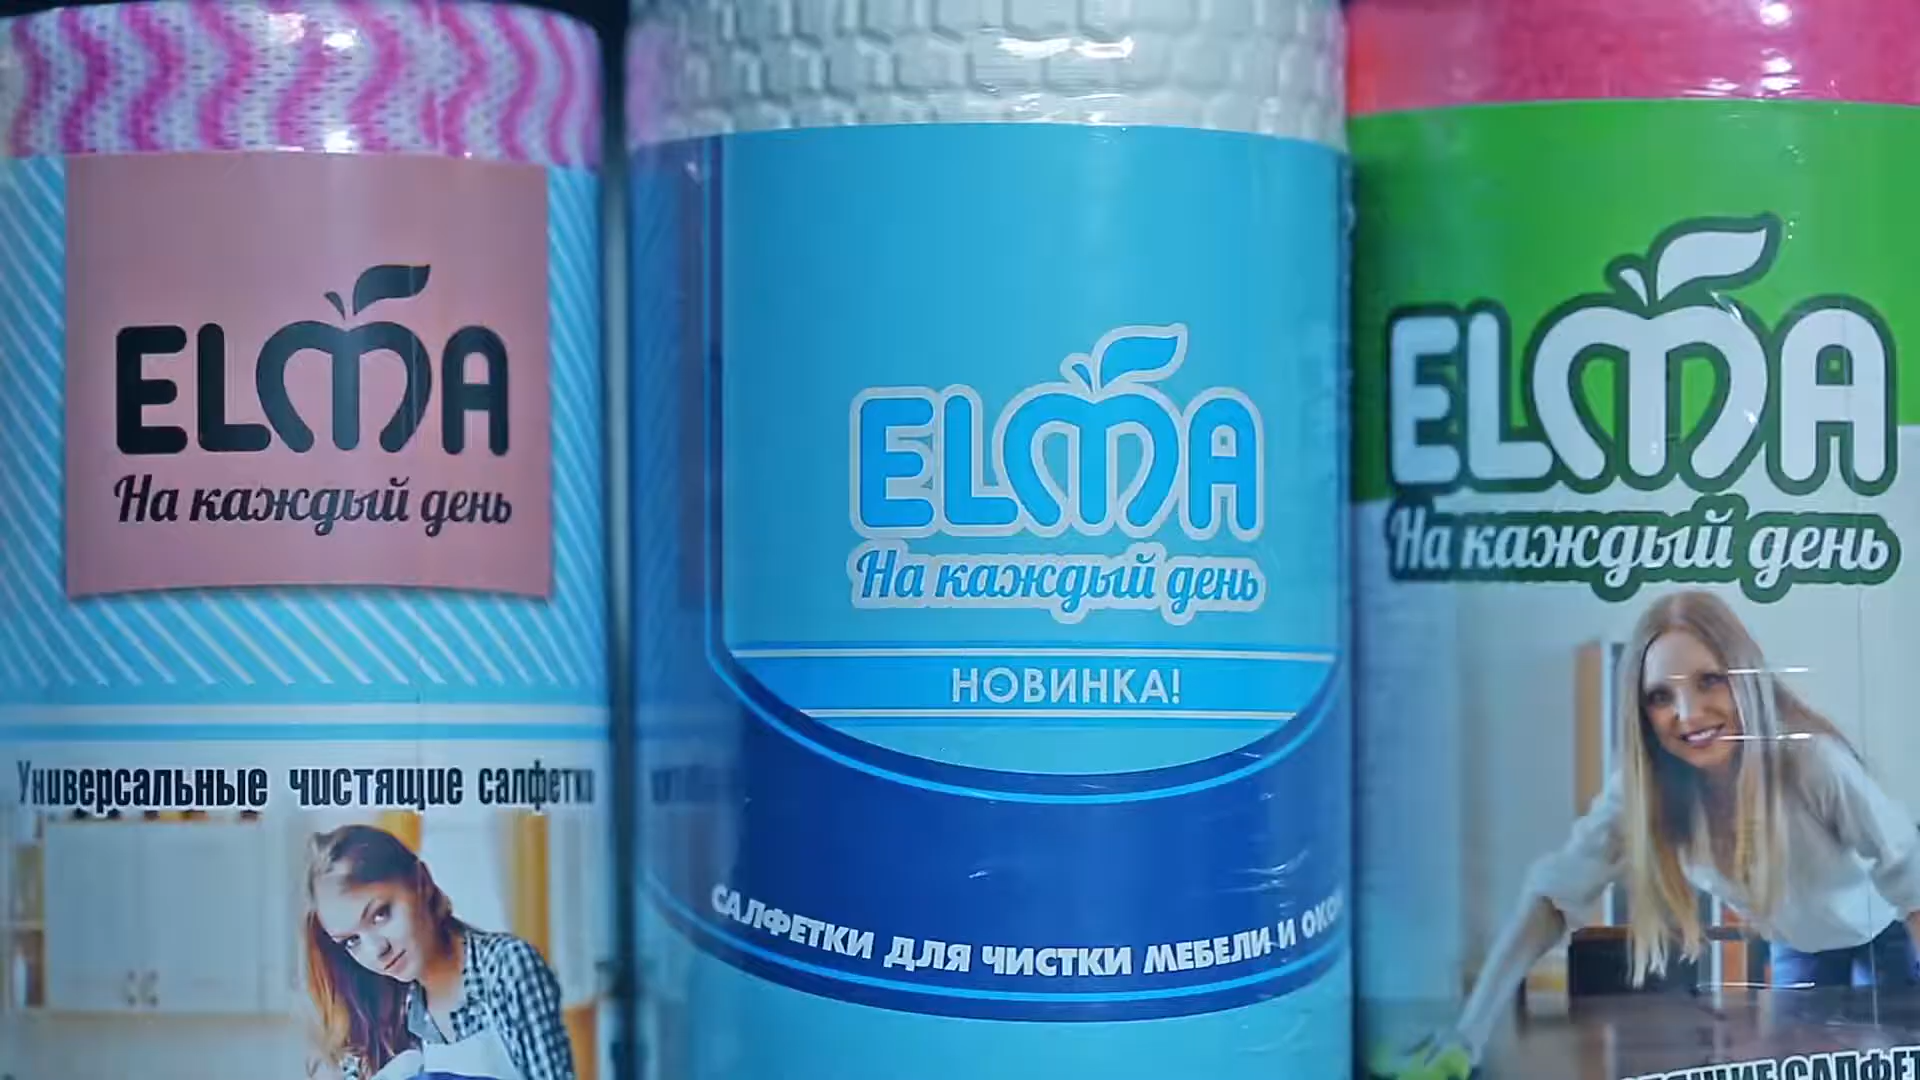 ELMA
На каждый день
Универсальные чистящие салфетки
ELMA
На каждый день
НОВИНКА!
САЛФЕТКИ ДЛЯ ЧИСТКИ МЕБЕЛИ И
ELMA
На каждый день